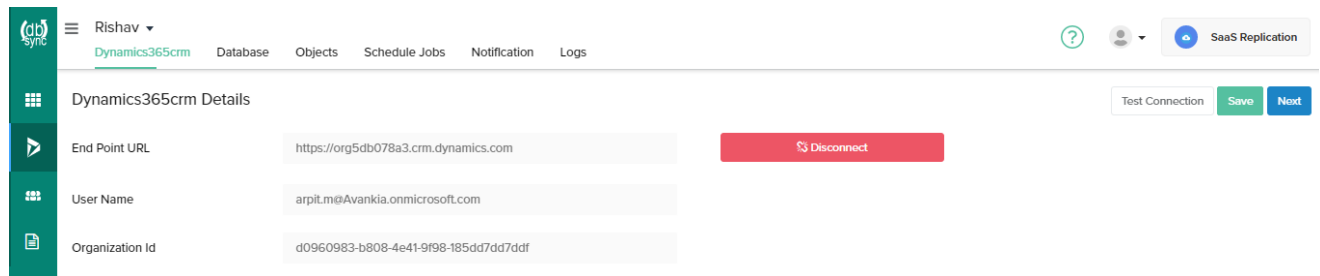 db
sync
Rishav
Dynamics365crm Database Objects Schedule Jobs Notification Logs
?
SaaS Replication
Dynamics365crm Details
Test Connection Save Next
End Point URL https://org5db078a3.crm.dynamics.com Disconnect
User Name arpit.m@Avankia.onmicrosoft.com
Organization Id d0960983-b808-4e41-9f98-185dd7dd7ddf